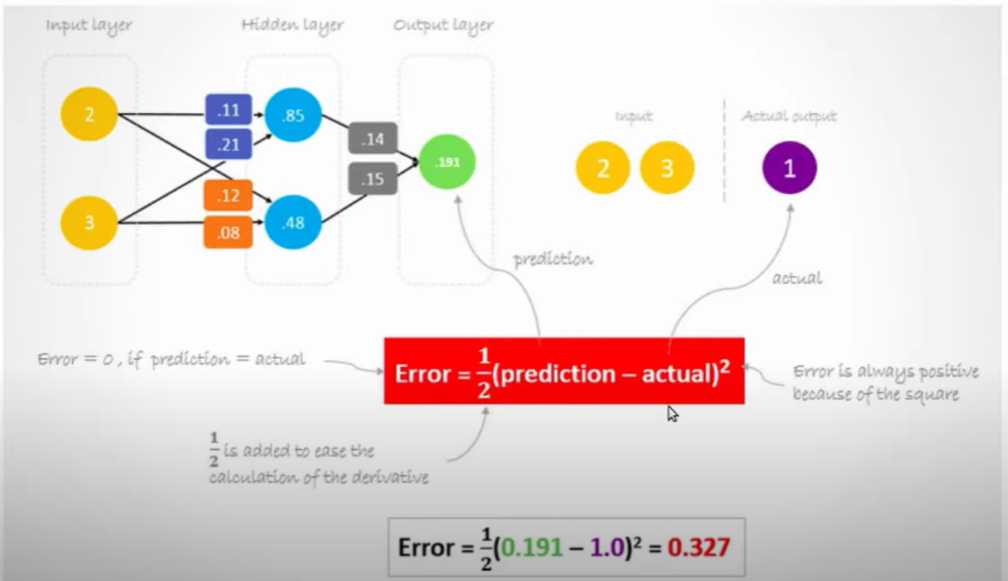 Input layer
Hidden layer
Output layer
2
.11
.85
.21
.14
.191
.15
3
.12
.48
.08
Input
Actual output
2
3
1
prediction
actual
Error = 0, if prediction = actual
Error = 1/2(prediction – actual)²
Error is always positive
because of the square
1/2 is added to ease the
calculation of the derivative
Error = 1/2(0.191 – 1.0)² = 0.327